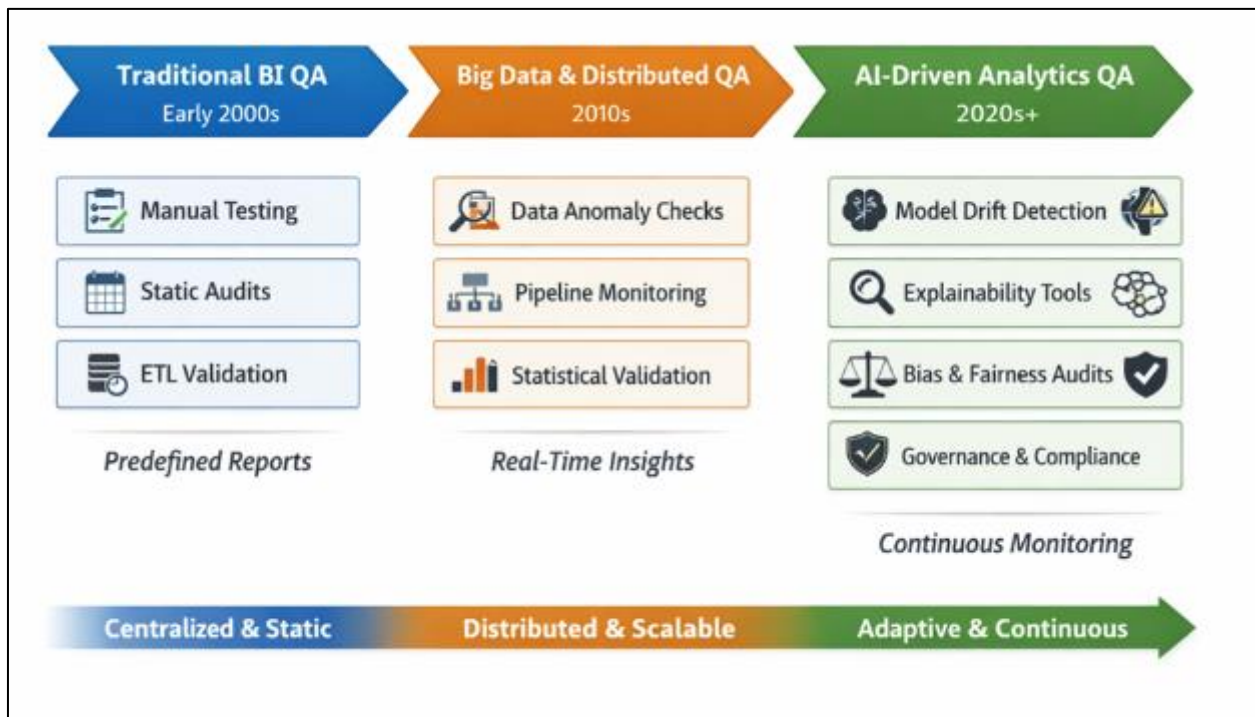 Traditional BI QA
Early 2000s
Big Data & Distributed QA
2010s
AI-Driven Analytics QA
2020s+
Manual Testing
Static Audits
ETL Validation
Predefined Reports
Data Anomaly Checks
Pipeline Monitoring
Statistical Validation
Real-Time Insights
Model Drift Detection
Explainability Tools
Bias & Fairness Audits
Governance & Compliance
Continuous Monitoring
Centralized & Static
Distributed & Scalable
Adaptive & Continuous